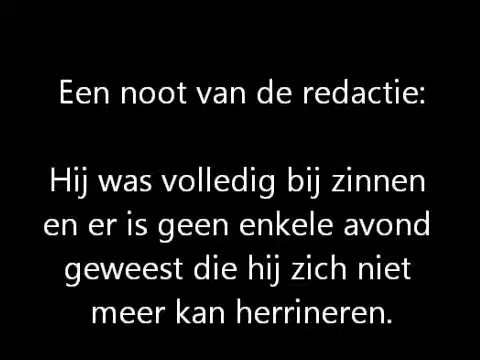 Een noot van de redactie:
Hij was volledig bij zinnen
en er is geen enkele avond
geweest die hij zich niet
meer kan herrineren.